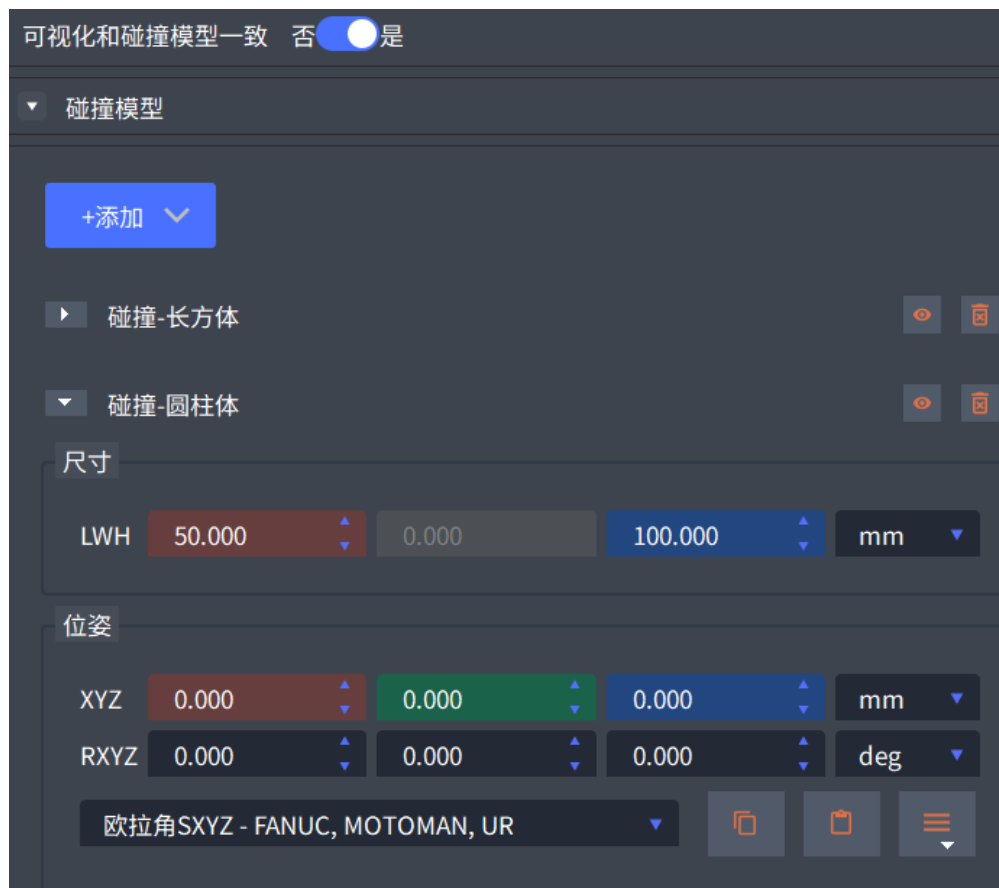 可视化和碰撞模型一致 否 是
碰撞模型
+添加
碰撞-长方体
碰撞-圆柱体
尺寸
LWH 50.000 0.000 100.000 mm
位姿
XYZ 0.000 0.000 0.000 mm
RXYZ 0.000 0.000 0.000 deg
欧拉角SXYZ - FANUC, MOTOMAN, UR